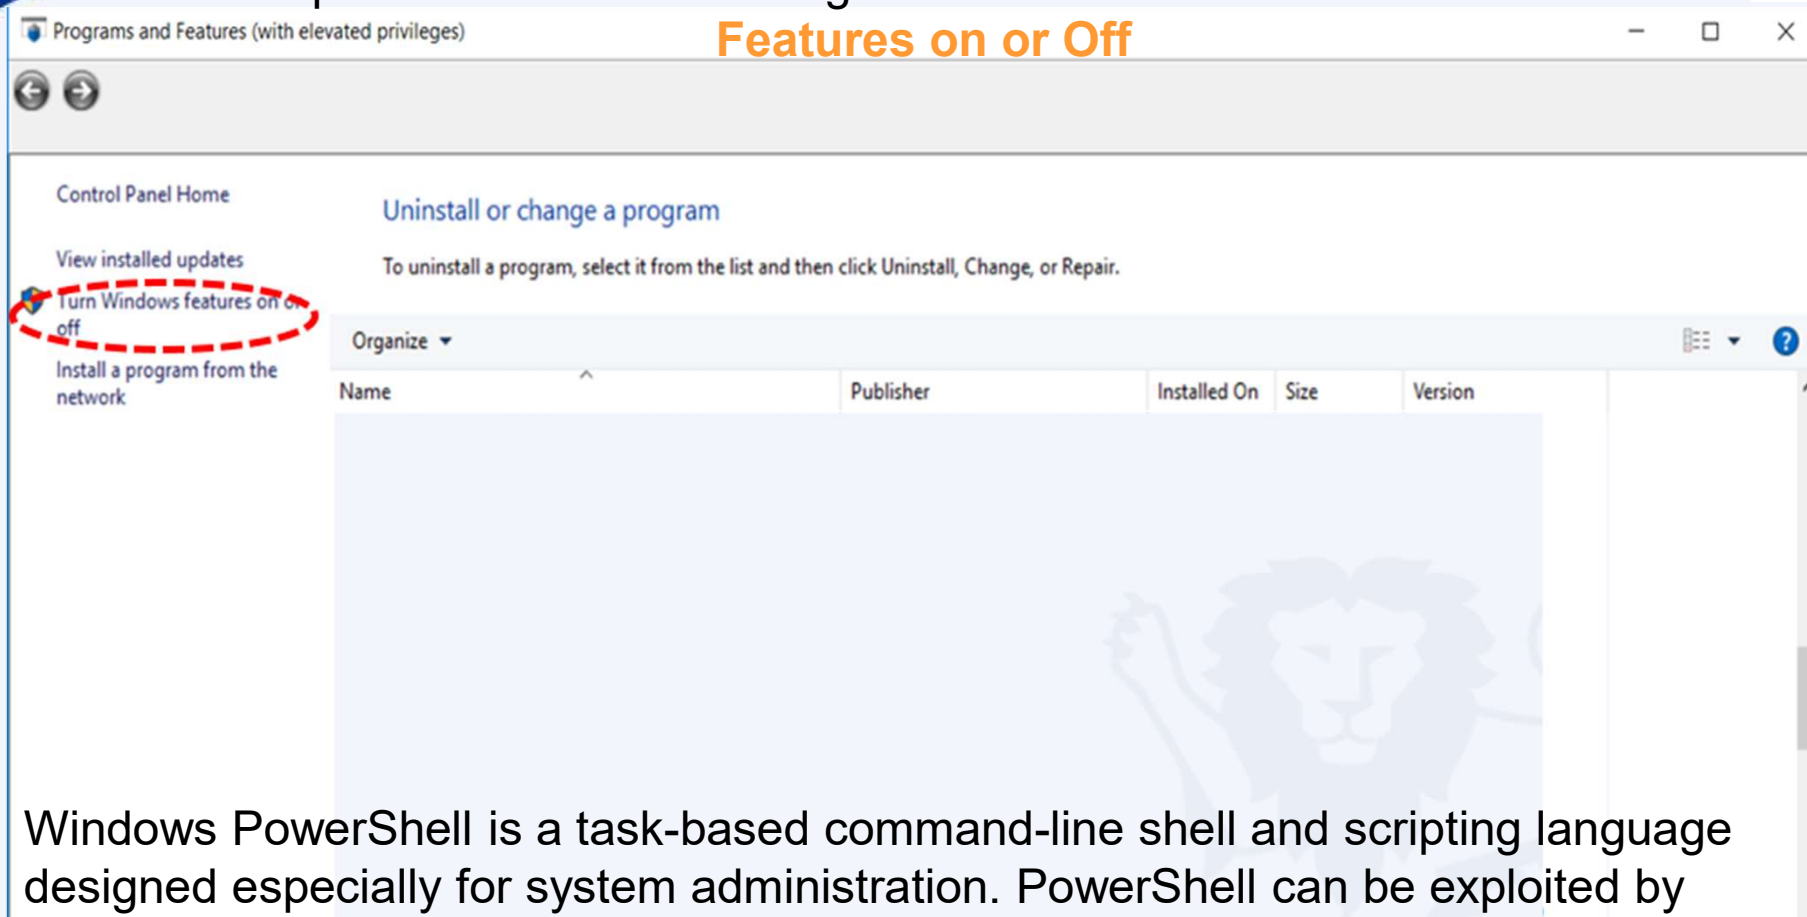 Programs and Features (with elevated privileges)
Features on or Off
Control Panel Home
View installed updates
Turn Windows features on or
off
Install a program from the
network
Uninstall or change a program
To uninstall a program, select it from the list and then click Uninstall, Change, or Repair.
Organize
Name Publisher Installed On Size Version
Windows PowerShell is a task-based command-line shell and scripting language
designed especially for system administration. PowerShell can be exploited by